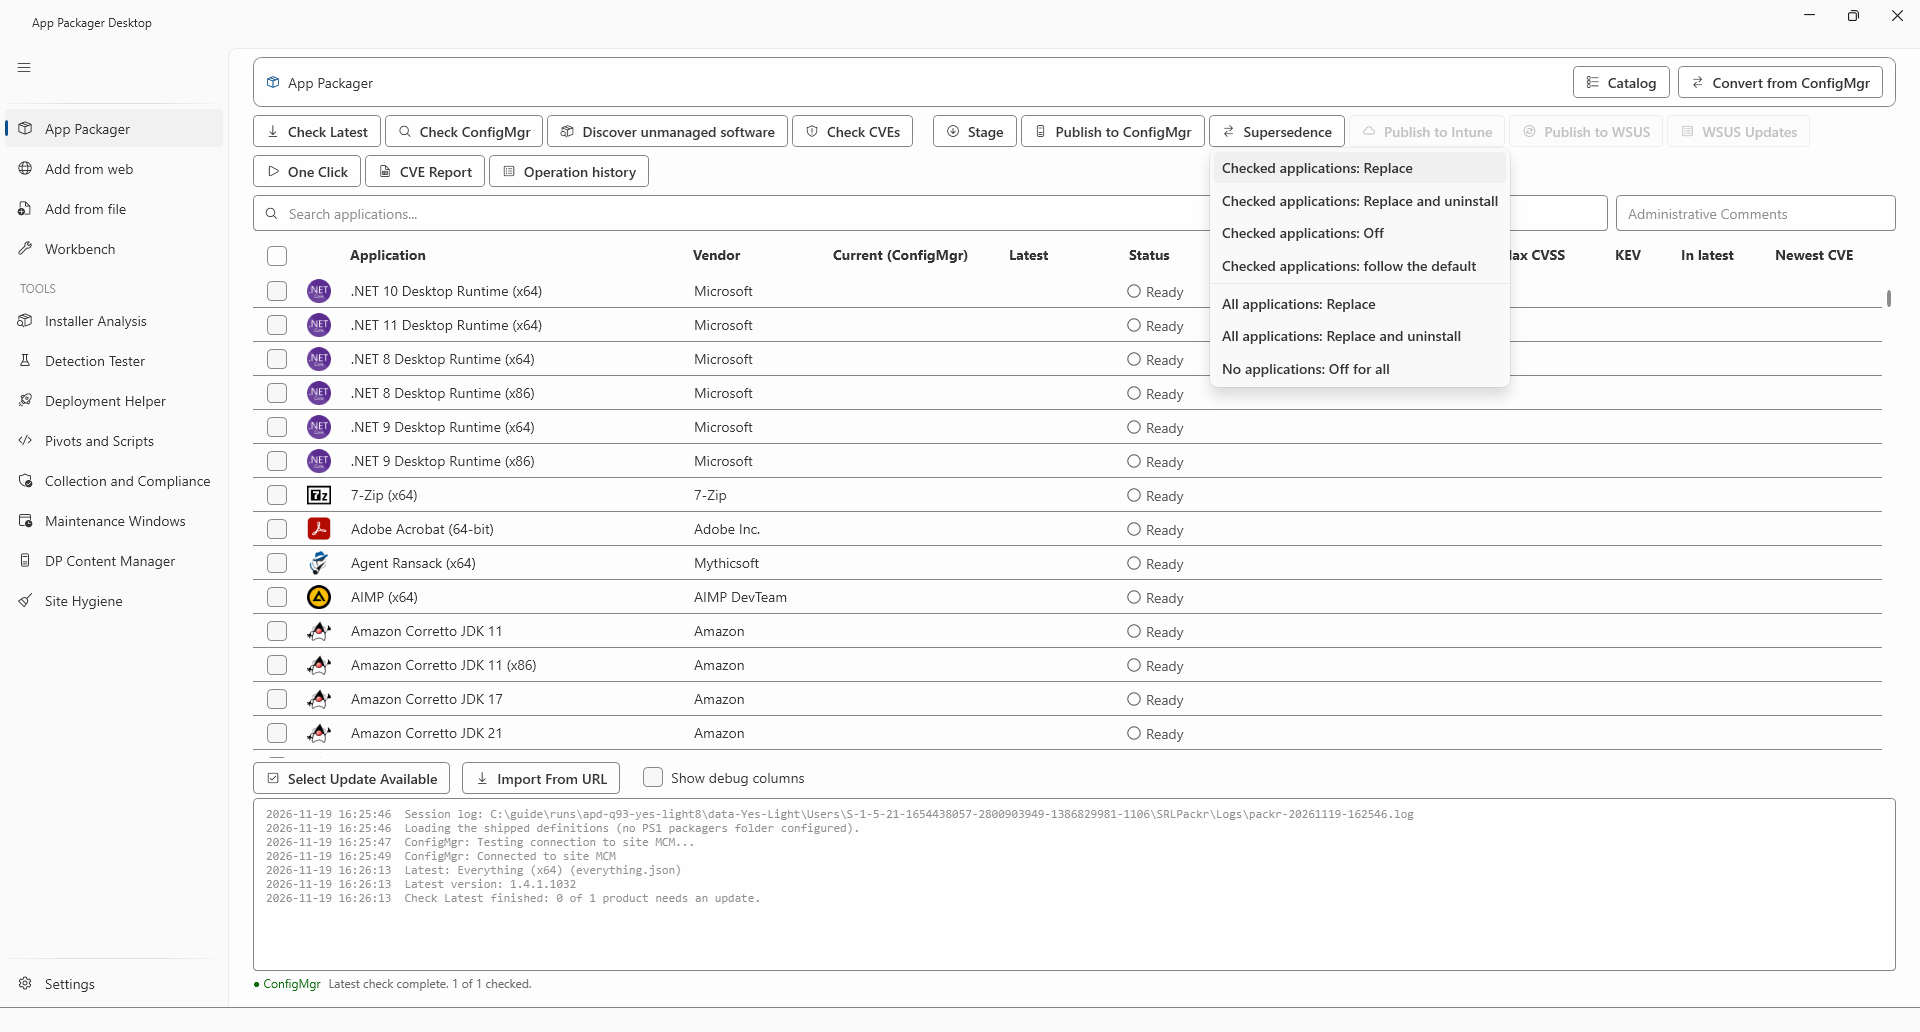 App Packager Desktop
App Packager
Add from web
Add from file
Workbench
TOOLS
Installer Analysis
Detection Tester
Deployment Helper
Pivots and Scripts
Collection and Compliance
Maintenance Windows
DP Content Manager
Site Hygiene
Settings
App Packager
Catalog
Convert from ConfigMgr
Check Latest
Check ConfigMgr
Discover unmanaged software
Check CVEs
Stage
Publish to ConfigMgr
Supersedence
Publish to Intune
Publish to WSUS
WSUS Updates
One Click
CVE Report
Operation history
Checked applications: Replace
Checked applications: Replace and uninstall
Checked applications: Off
Checked applications: follow the default
All applications: Replace
All applications: Replace and uninstall
No applications: Off for all
Search applications...
Administrative Comments
Application Vendor Current (ConfigMgr) Latest Status CVSS KEV In latest Newest CVE
.NET 10 Desktop Runtime (x64) Microsoft Ready
.NET 11 Desktop Runtime (x64) Microsoft Ready
.NET 8 Desktop Runtime (x64) Microsoft Ready
.NET 8 Desktop Runtime (x86) Microsoft Ready
.NET 9 Desktop Runtime (x64) Microsoft Ready
.NET 9 Desktop Runtime (x86) Microsoft Ready
7-Zip (x64) 7-Zip Ready
Adobe Acrobat (64-bit) Adobe Inc. Ready
Agent Ransack (x64) Mythicsoft Ready
AIMP (x64) AIMP DevTeam Ready
Amazon Corretto JDK 11 Amazon Ready
Amazon Corretto JDK 11 (x86) Amazon Ready
Amazon Corretto JDK 17 Amazon Ready
Amazon Corretto JDK 21 Amazon Ready
Select Update Available
Import From URL
Show debug columns
2026-11-19 16:25:46 Session log: C:\guide\runs\apd-q93-yes-light8\data-Yes-Light\Users\S-1-5-21-1654438057-2800903949-1386829981-1106\SRLPackr\Logs\packr-20261119-162546.log
2026-11-19 16:25:46 Loading the shipped definitions (no PS1 packagers folder configured).
2026-11-19 16:25:47 ConfigMgr: Testing connection to site MCM...
2026-11-19 16:25:49 ConfigMgr: Connected to site MCM
2026-11-19 16:26:13 Latest: Everything (x64) (everything.json)
2026-11-19 16:26:13 Latest version: 1.4.1.1032
2026-11-19 16:26:13 Check Latest finished: 0 of 1 product needs an update.
ConfigMgr Latest check complete. 1 of 1 checked.